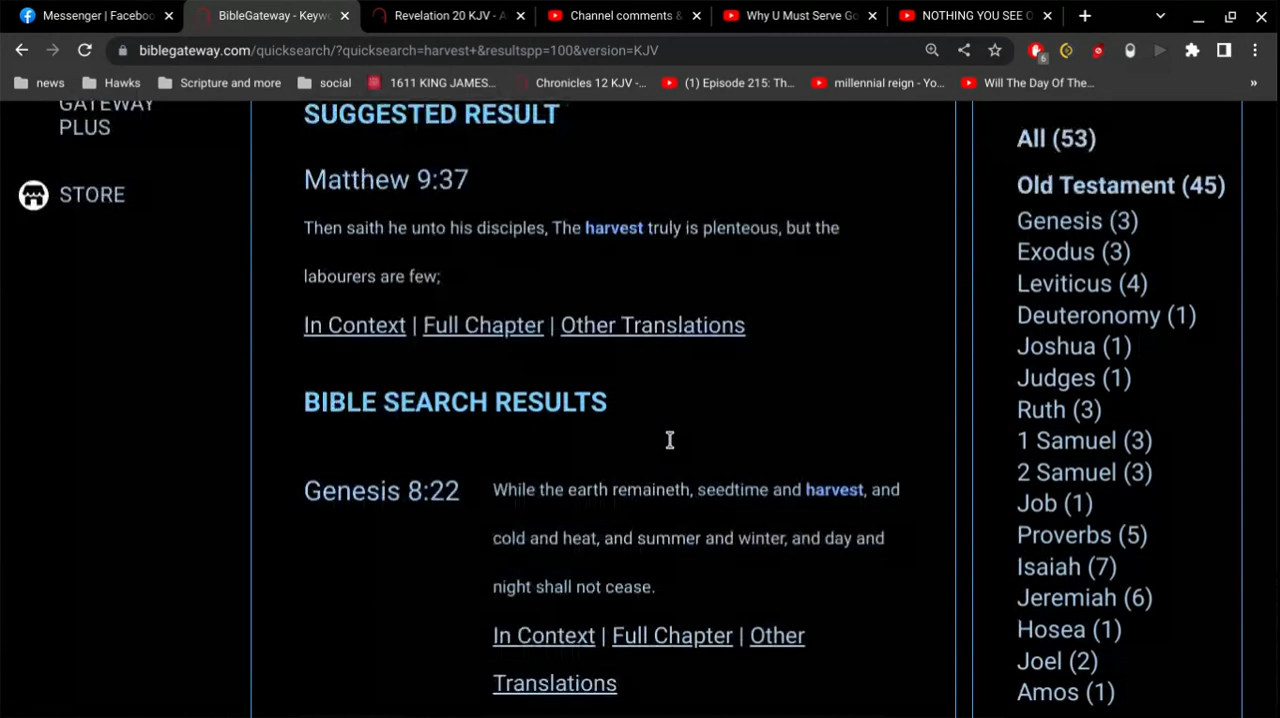 Messenger | Faceboo
BibleGateway - Keyw
Revelation 20 KJV - A
Channel comments &
Why U Must Serve Go
NOTHING YOU SEE O
biblegateway.com/quicksearch/?quicksearch=harvest+&resultspp=100&version=KJV
6
news
Hawks
Scripture and more
social
1611 KING JAMES...
Chronicles 12 KJV -...
(1) Episode 215: Th...
millennial reign - Yo...
Will The Day Of The...
»
GATEWAY
PLUS
STORE
SUGGESTED RESULT
Matthew 9:37
Then saith he unto his disciples, The harvest truly is plenteous, but the
labourers are few;
In Context | Full Chapter | Other Translations
BIBLE SEARCH RESULTS
Genesis 8:22
While the earth remaineth, seedtime and harvest, and
cold and heat, and summer and winter, and day and
night shall not cease.
In Context | Full Chapter | Other
Translations
All (53)
Old Testament (45)
Genesis (3)
Exodus (3)
Leviticus (4)
Deuteronomy (1)
Joshua (1)
Judges (1)
Ruth (3)
1 Samuel (3)
2 Samuel (3)
Job (1)
Proverbs (5)
Isaiah (7)
Jeremiah (6)
Hosea (1)
Joel (2)
Amos (1)